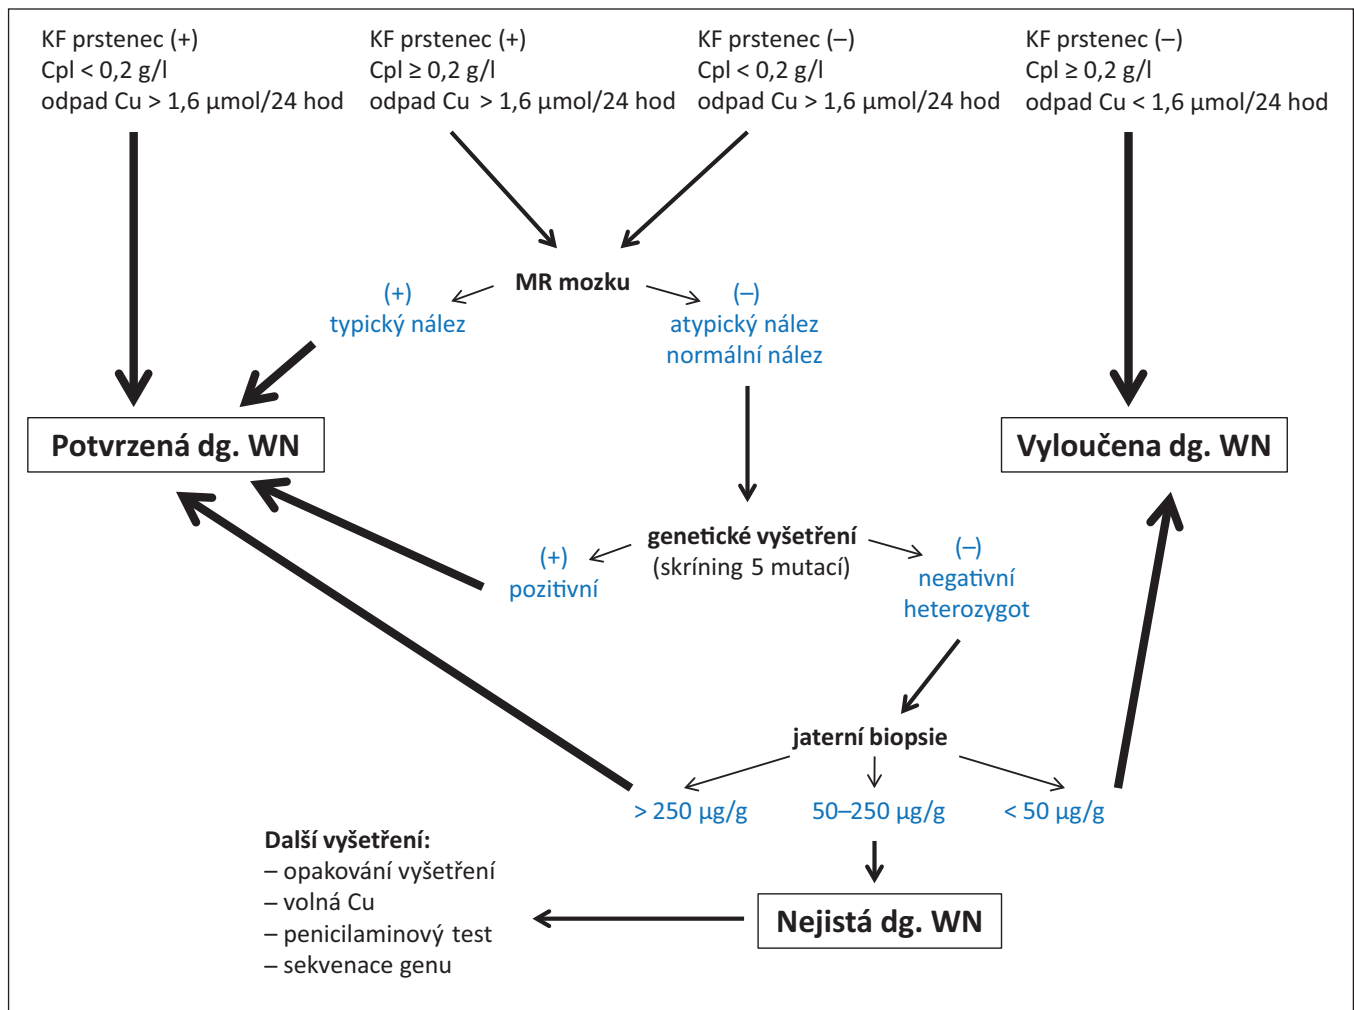 KF prstenec (+)
Cpl < 0,2 g/l
odpad Cu > 1,6 µmol/24 hod
KF prstenec (+)
Cpl ≥ 0,2 g/l
odpad Cu > 1,6 µmol/24 hod
KF prstenec (–)
Cpl < 0,2 g/l
odpad Cu > 1,6 µmol/24 hod
KF prstenec (–)
Cpl ≥ 0,2 g/l
odpad Cu < 1,6 µmol/24 hod
MR mozku
(+)
typický nález
(–)
atypický nález
normální nález
Potvrzená dg. WN
Vyloučena dg. WN
genetické vyšetření
(skríning 5 mutací)
(+)
pozitivní
(–)
negativní
heterozygot
jaterní biopsie
> 250 µg/g
50–250 µg/g
< 50 µg/g
Další vyšetření:
– opakování vyšetření
– volná Cu
– penicilaminový test
– sekvenace genu
Nejistá dg. WN